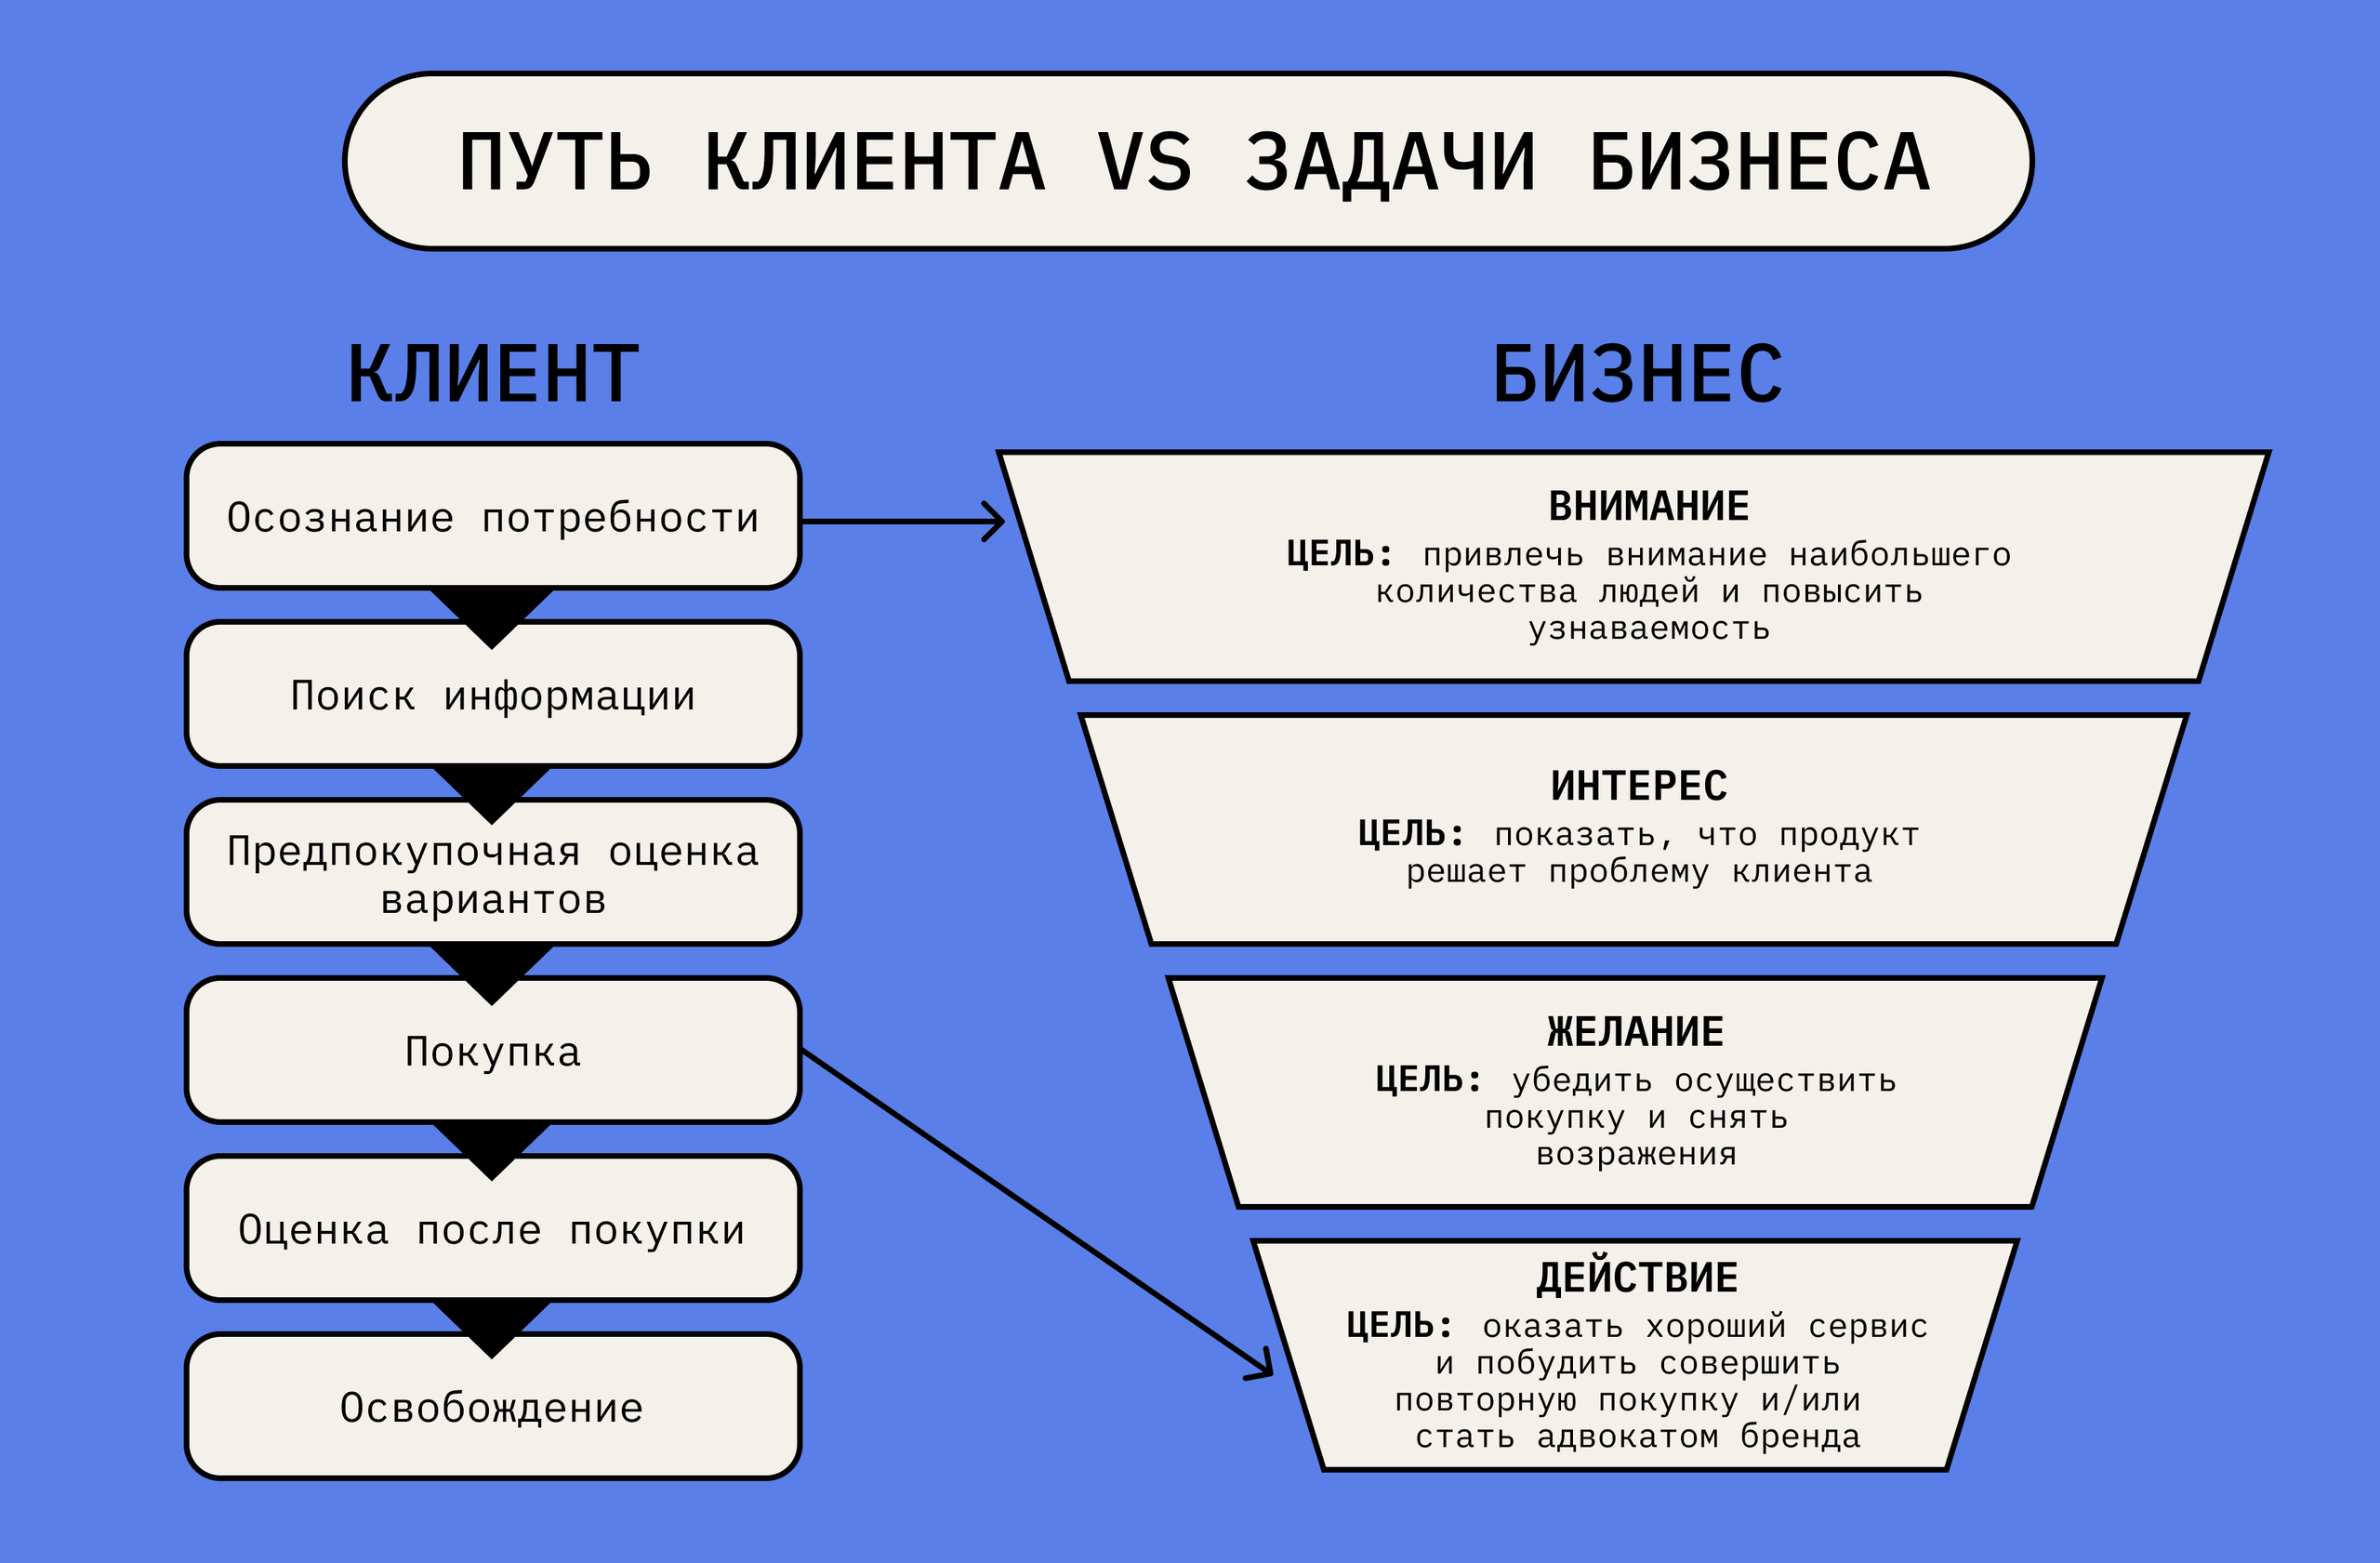 ПУТЬ КЛИЕНТА VS ЗАДАЧИ БИЗНЕСА
КЛИЕНТ
Осознание потребности
Поиск информации
Предпокупочная оценка
вариантов
Покупка
Оценка после покупки
Освобождение
БИЗНЕС
ВНИМАНИЕ
ЦЕЛЬ: привлечь внимание наибольшего
количества людей и повысить
узнаваемость
ИНТЕРЕС
ЦЕЛЬ: показать, что продукт
решает проблему клиента
ЖЕЛАНИЕ
ЦЕЛЬ: убедить осуществить
покупку и снять
возражения
ДЕЙСТВИЕ
ЦЕЛЬ: оказать хороший сервис
и побудить совершить
повторную покупку и/или
стать адвокатом бренда